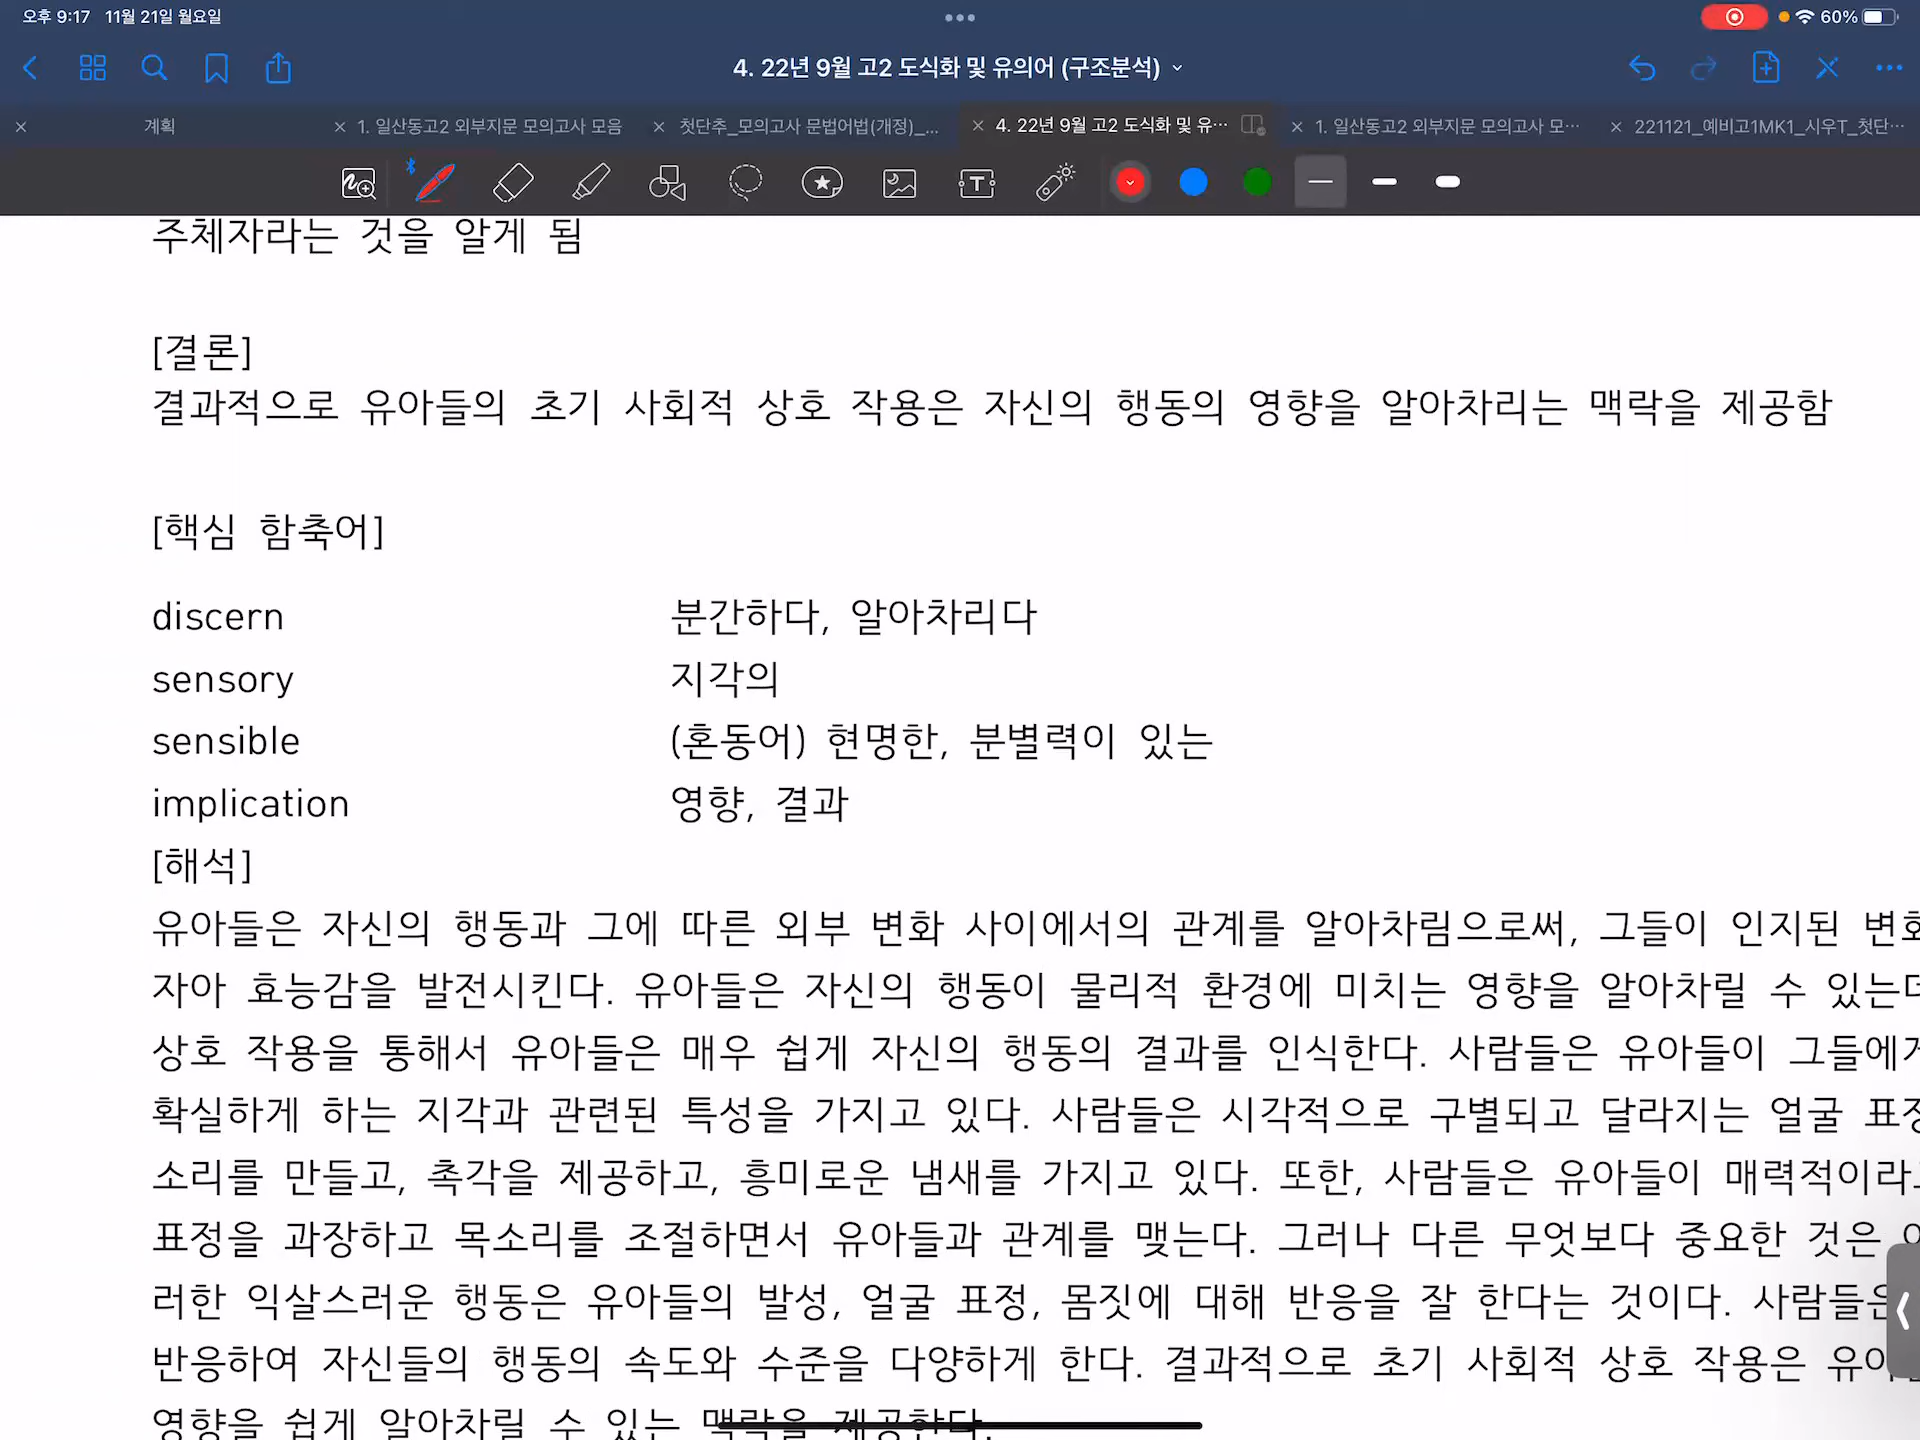 오후 9:17 11월 21일 월요일
60%
4. 22년 9월 고2 도식화 및 유의어 (구조분석)
계획
1. 일산동고2 외부지문 모의고사 모음
첫단추_모의고사 문법어법(개정)_...
4. 22년 9월 고2 도식화 및 유...
1. 일산동고2 외부지문 모의고사 모...
221121_예비고1MK1_시우T_첫단...
주체자라는 것을 알게 됨
[결론]
결과적으로 유아들의 초기 사회적 상호 작용은 자신의 행동의 영향을 알아차리는 맥락을 제공함
[핵심 함축어]
discern 분간하다, 알아차리다
sensory 지각의
sensible (혼동어) 현명한, 분별력이 있는
implication 영향, 결과
[해석]
유아들은 자신의 행동과 그에 따른 외부 변화 사이에서의 관계를 알아차림으로써, 그들이 인지된 변화
자아 효능감을 발전시킨다. 유아들은 자신의 행동이 물리적 환경에 미치는 영향을 알아차릴 수 있는데
상호 작용을 통해서 유아들은 매우 쉽게 자신의 행동의 결과를 인식한다. 사람들은 유아들이 그들에게
확실하게 하는 지각과 관련된 특성을 가지고 있다. 사람들은 시각적으로 구별되고 달라지는 얼굴 표정
소리를 만들고, 촉각을 제공하고, 흥미로운 냄새를 가지고 있다. 또한, 사람들은 유아들이 매력적이라고
표정을 과장하고 목소리를 조절하면서 유아들과 관계를 맺는다. 그러나 다른 무엇보다 중요한 것은 이
러한 익살스러운 행동은 유아들의 발성, 얼굴 표정, 몸짓에 대해 반응을 잘 한다는 것이다. 사람들은
반응하여 자신들의 행동의 속도와 수준을 다양하게 한다. 결과적으로 초기 사회적 상호 작용은
영향을 쉽게 알아차릴 수 있는 맥락을 제공한다.